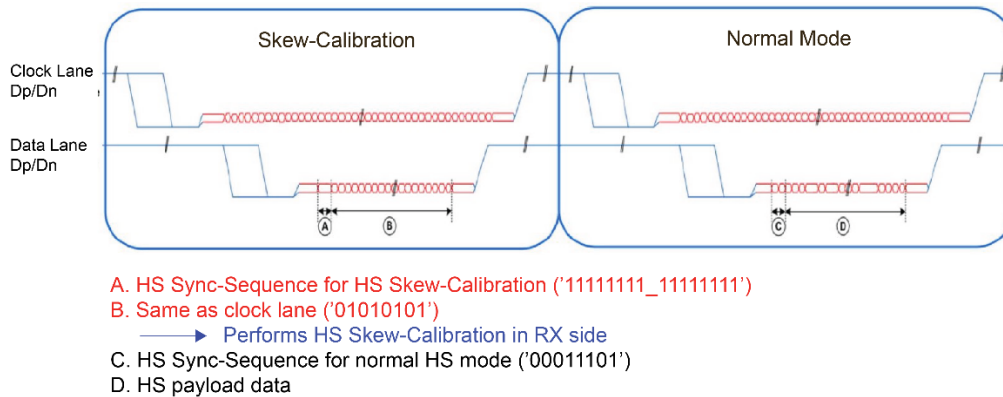 Skew-Calibration
Normal Mode
Clock Lane
Dp/Dn
Data Lane
Dp/Dn
A
B
C
D
A. HS Sync-Sequence for HS Skew-Calibration ('11111111_11111111')
B. Same as clock lane ('01010101')
Performs HS Skew-Calibration in RX side
C. HS Sync-Sequence for normal HS mode ('00011101')
D. HS payload data